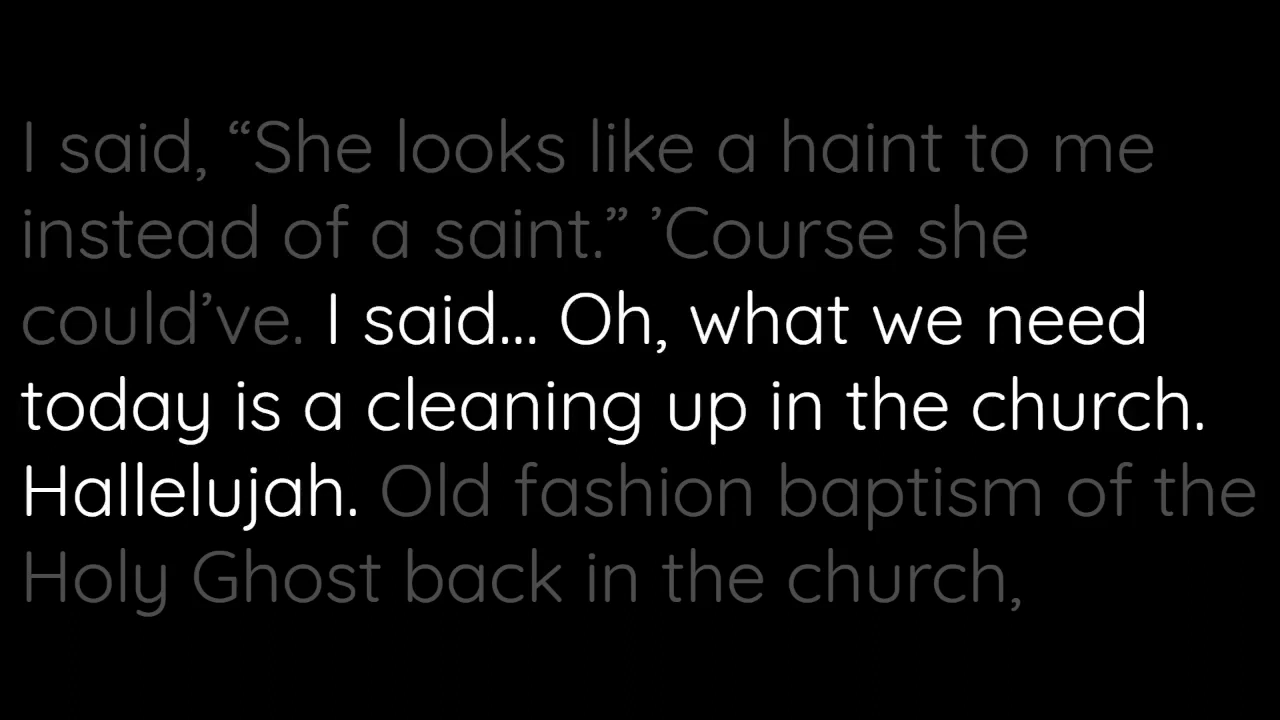 I said, “She looks like a haint to me
instead of a saint.” ’Course she
could’ve. I said... Oh, what we need
today is a cleaning up in the church.
Hallelujah. Old fashion baptism of the
Holy Ghost back in the church,